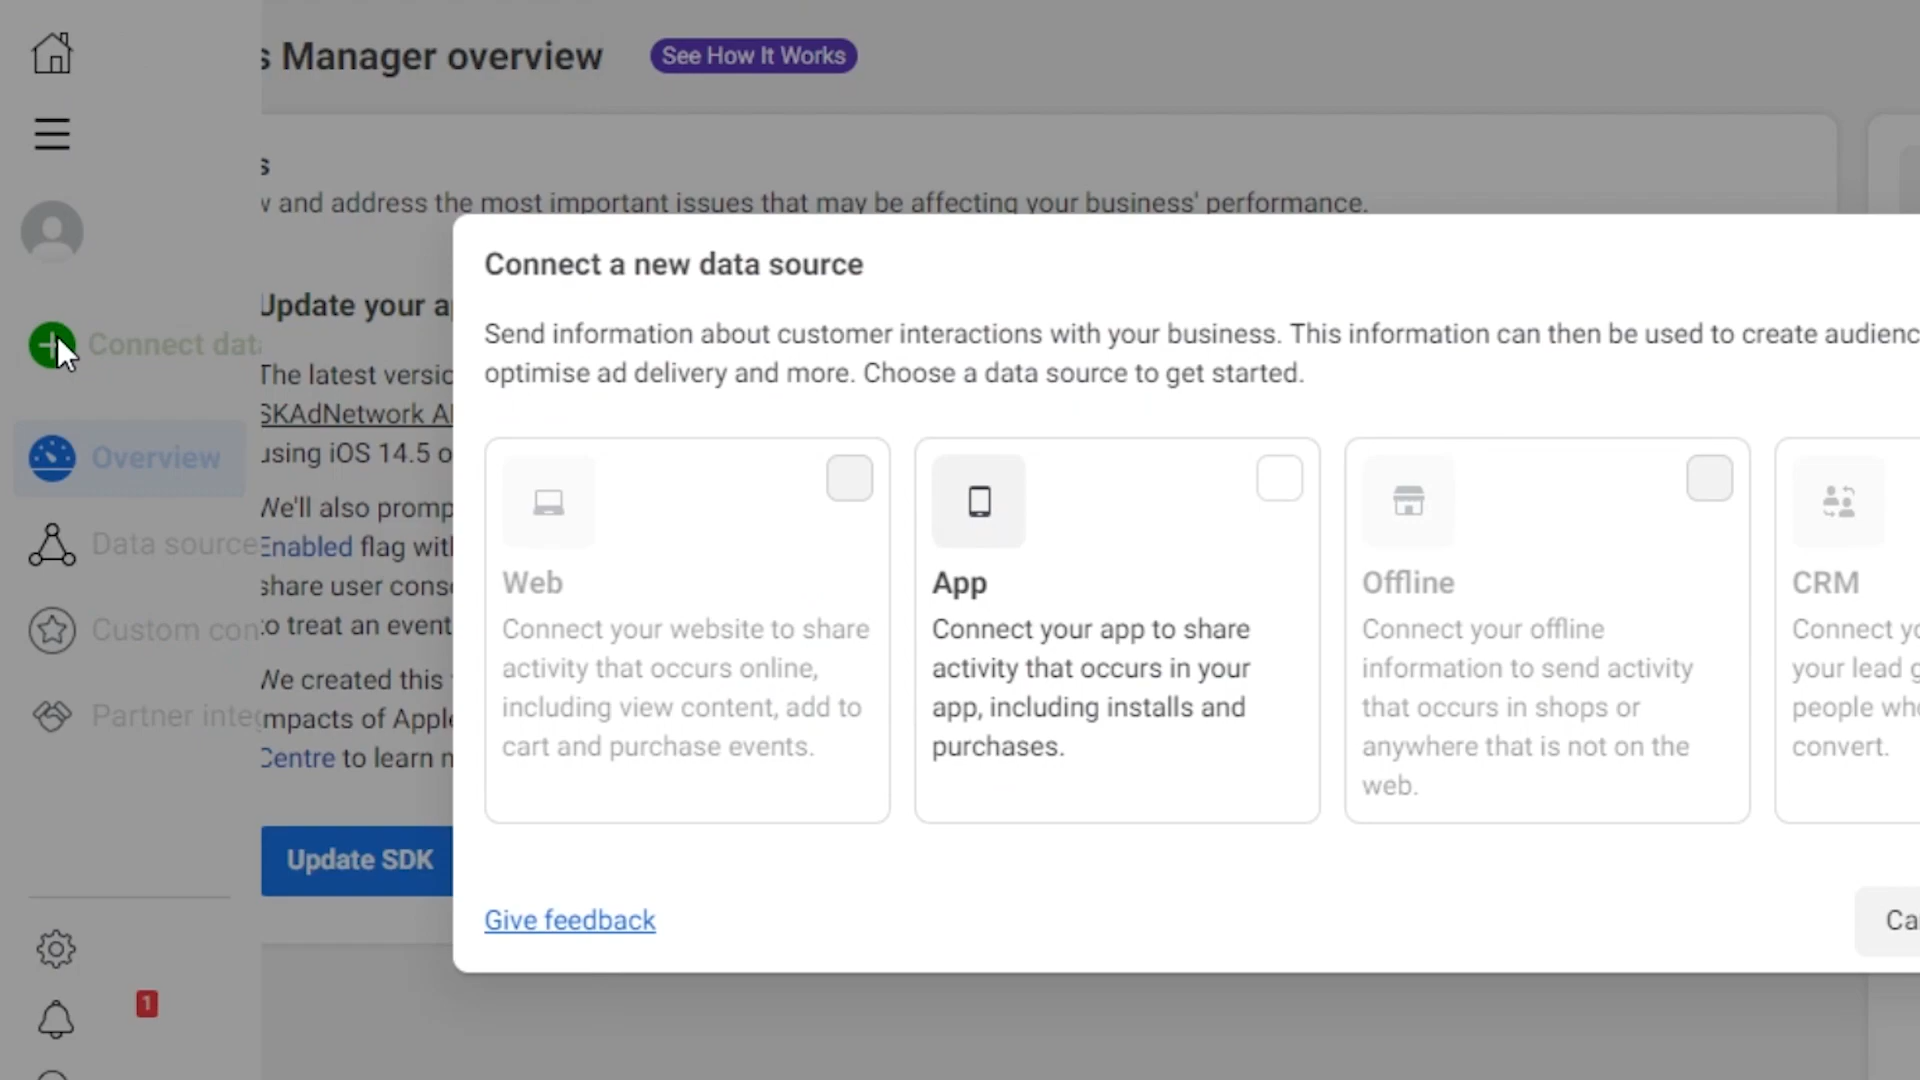 s Manager overview
See How It Works
s
v and address the most important issues that may be affecting your business' performance.
Connect data
Overview
Data source
Custom con
Partner integ
1
Update your a
The latest versic
SKAdNetwork A
using iOS 14.5 o
We'll also promp
Enabled flag with
share user conse
to treat an event
We created this
mpacts of Apple
Centre to learn m
Update SDK
Connect a new data source
Send information about customer interactions with your business. This information can then be used to create audienc
optimise ad delivery and more. Choose a data source to get started.
Web
Connect your website to share
activity that occurs online,
including view content, add to
cart and purchase events.
App
Connect your app to share
activity that occurs in your
app, including installs and
purchases.
Offline
Connect your offline
information to send activity
that occurs in shops or
anywhere that is not on the
web.
CRM
Connect yo
your lead g
people who
convert.
Give feedback
Ca